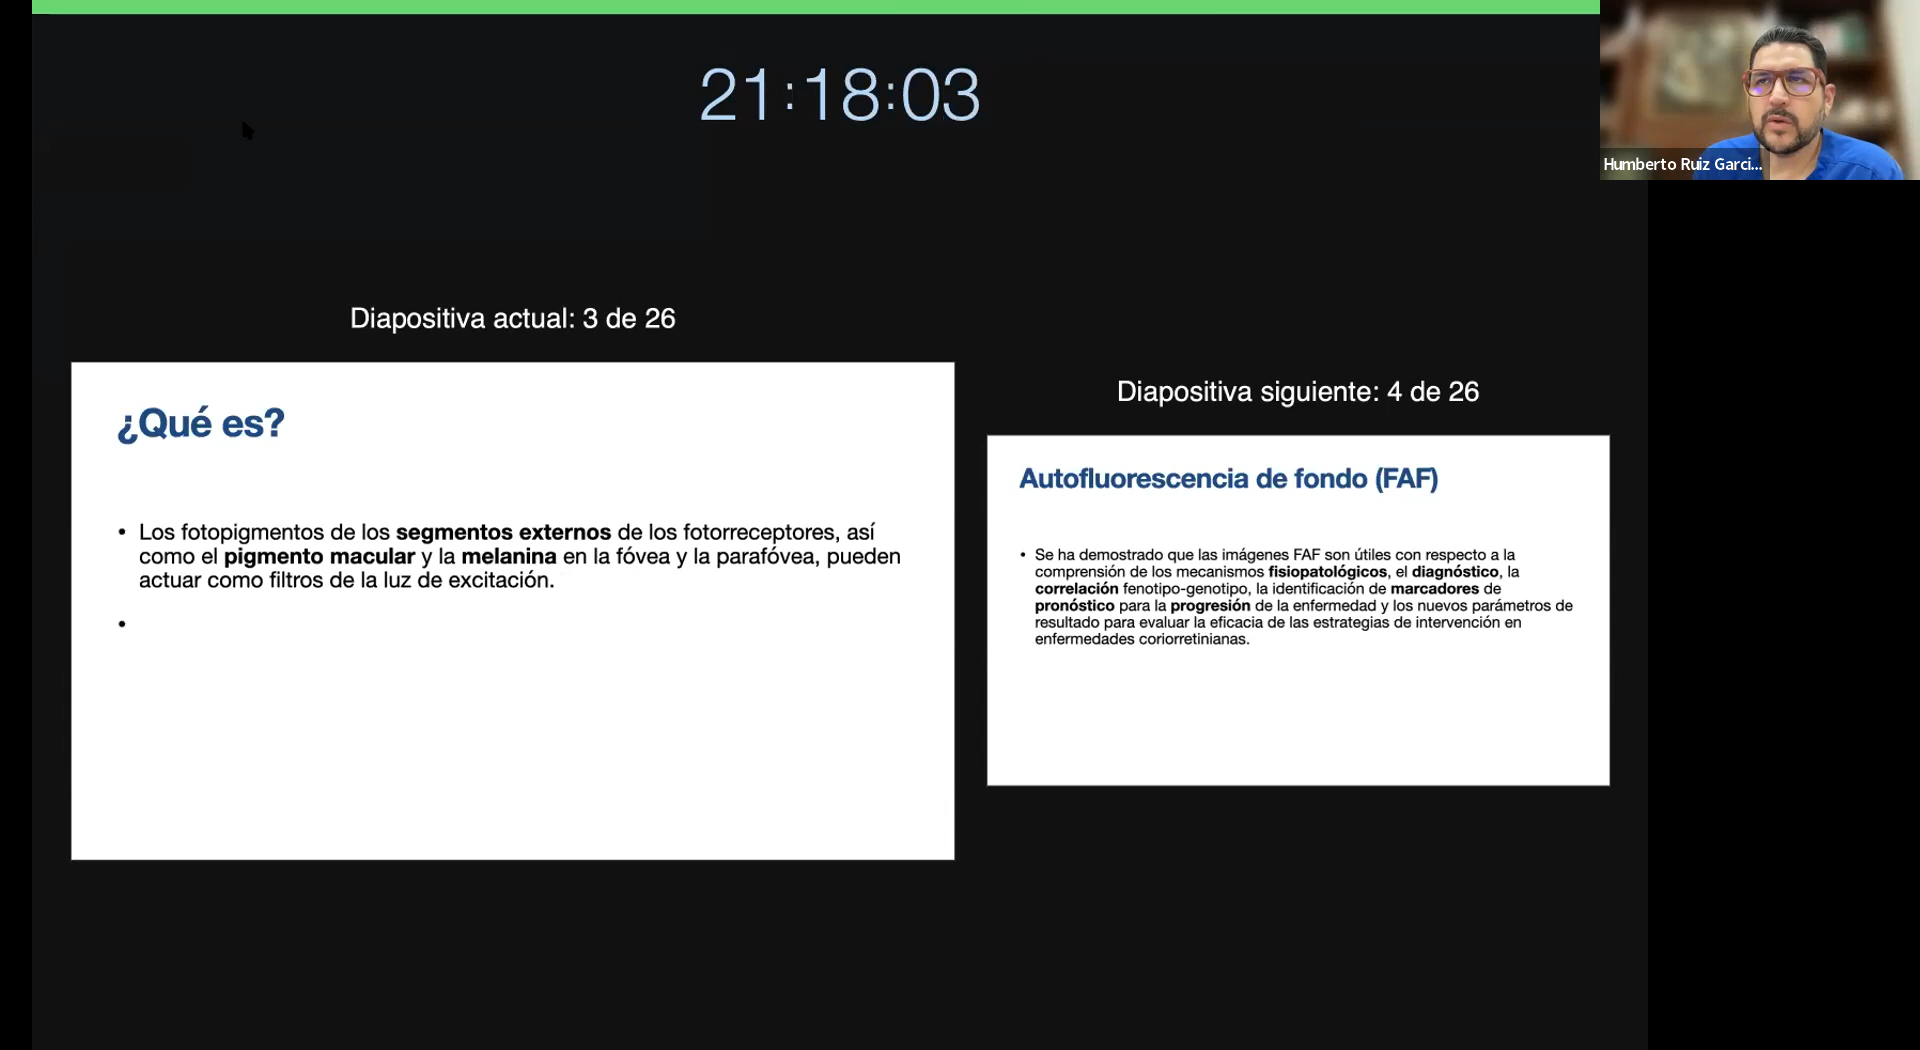 21:18:03
Humberto Ruiz Garci...
Diapositiva actual: 3 de 26
¿Qué es?
• Los fotopigmentos de los segmentos externos de los fotorreceptores, así
como el pigmento macular y la melanina en la fóvea y la parafóvea, pueden
actuar como filtros de la luz de excitación.
•
Diapositiva siguiente: 4 de 26
Autofluorescencia de fondo (FAF)
• Se ha demostrado que las imágenes FAF son útiles con respecto a la
comprensión de los mecanismos fisiopatológicos, el diagnóstico, la
correlación fenotipo-genotipo, la identificación de marcadores de
pronóstico para la progresión de la enfermedad y los nuevos parámetros de
resultado para evaluar la eficacia de las estrategias de intervención en
enfermedades coriorretinianas.